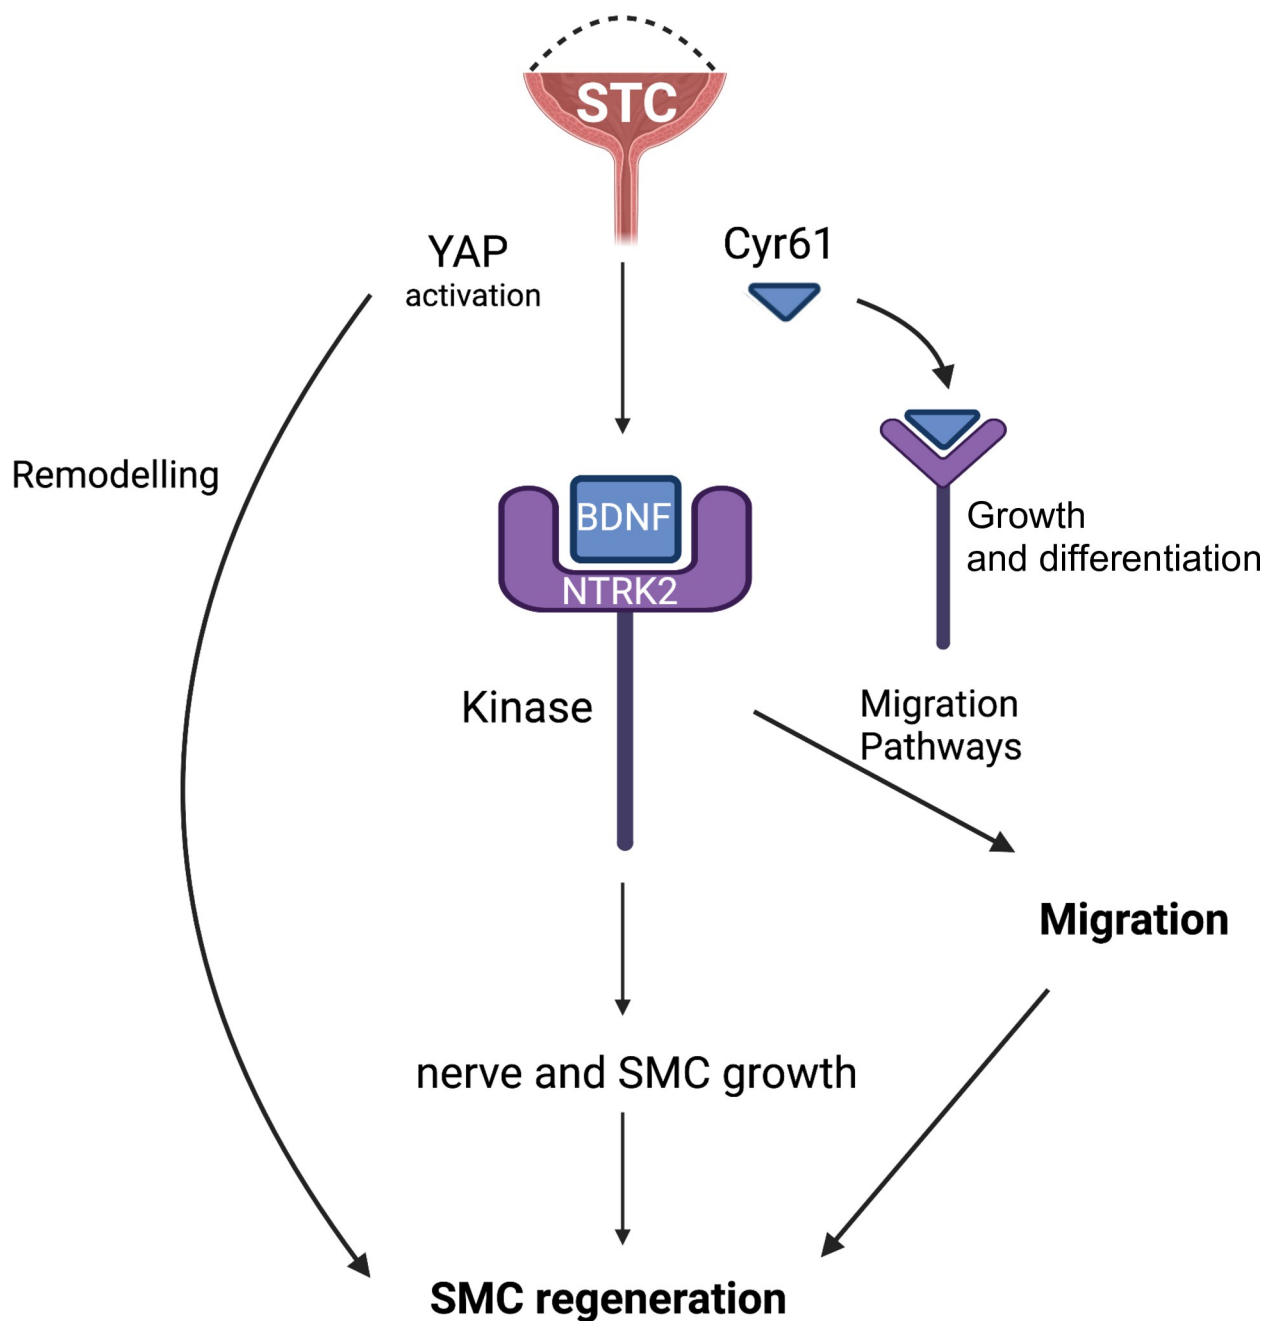 STC
YAP
activation
Cyr61
Remodelling
BDNF
NTRK2
Growth
and differentiation
Kinase
Migration
Pathways
Migration
nerve and SMC growth
SMC regeneration